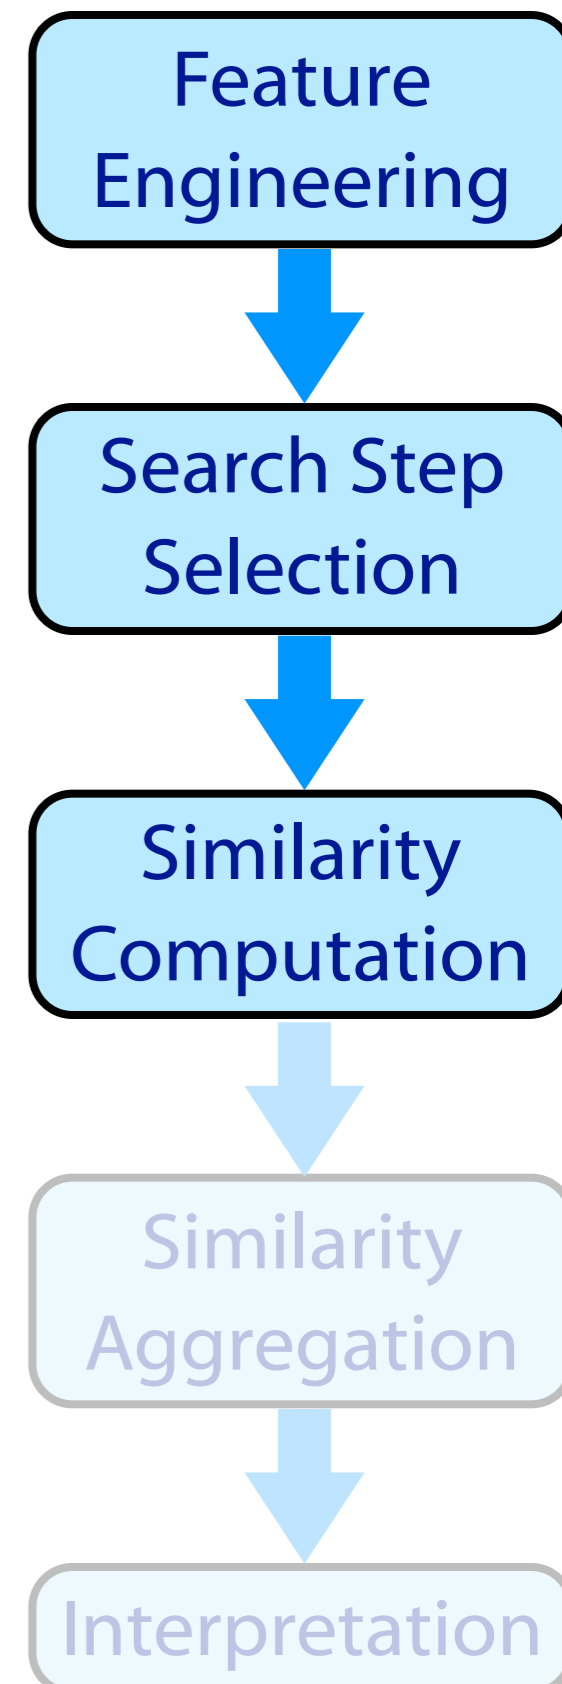 Feature
Engineering
Search Step
Selection
Similarity
Computation
Similarity
Aggregation
Interpretation